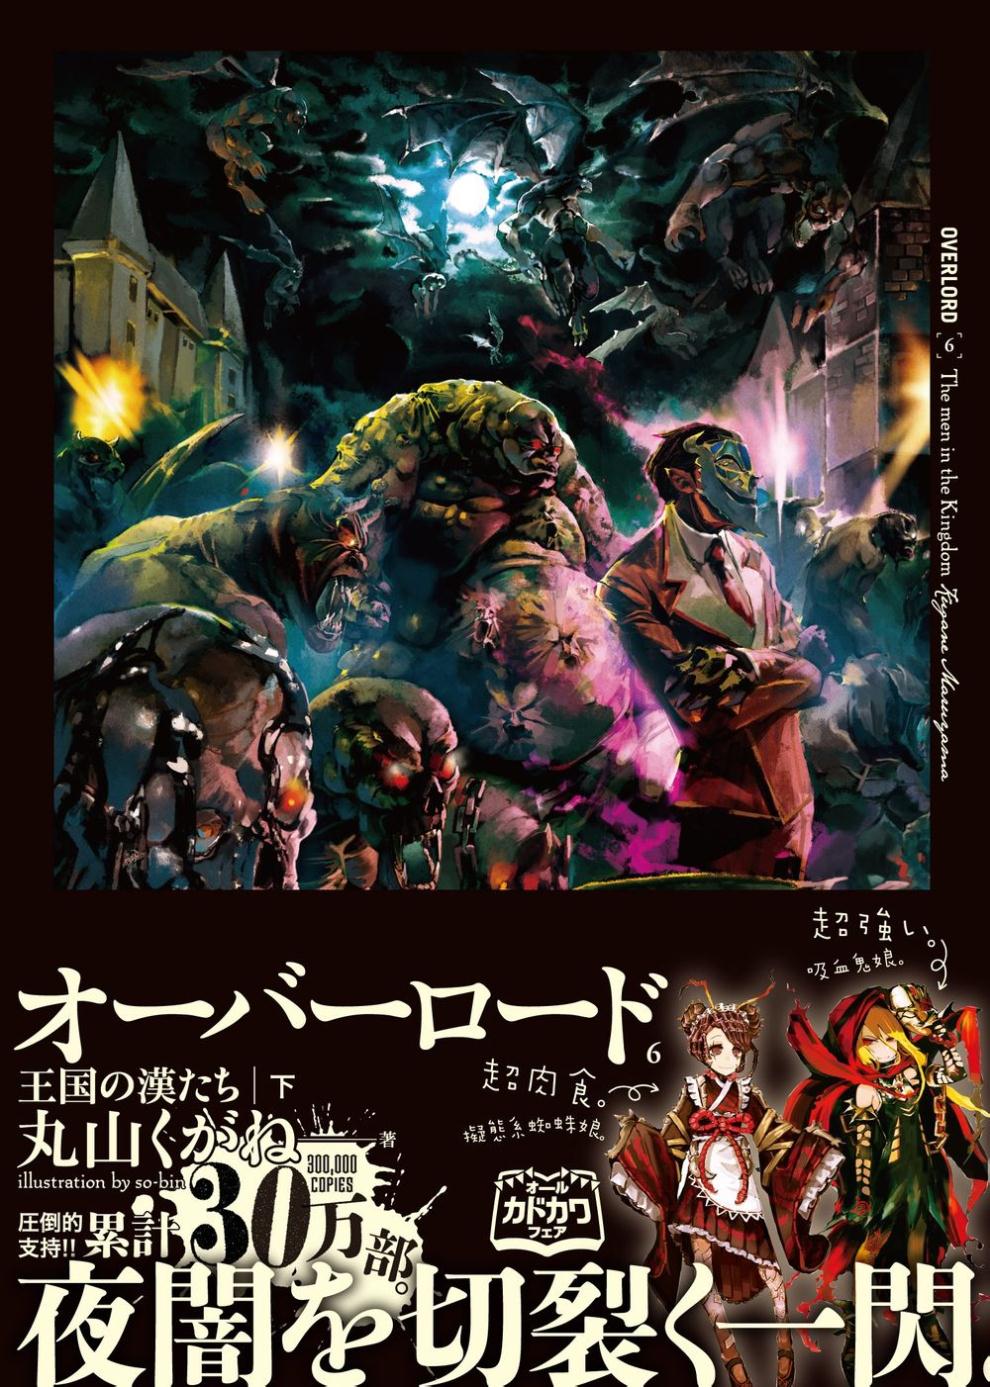 OVERLORD [6] The men in the Kingdom Kugane Maruyama
超強い。
吸血鬼娘。
オーバーロード 6
王国の漢たち｜下
丸山くがね 著
illustration by so-bin
超肉食。
擬態系蜘蛛娘。
300,000
COPIES
圧倒的
支持!!
累計30万部。
オール
カドカワ
フェア
夜闇を切裂く一閃。